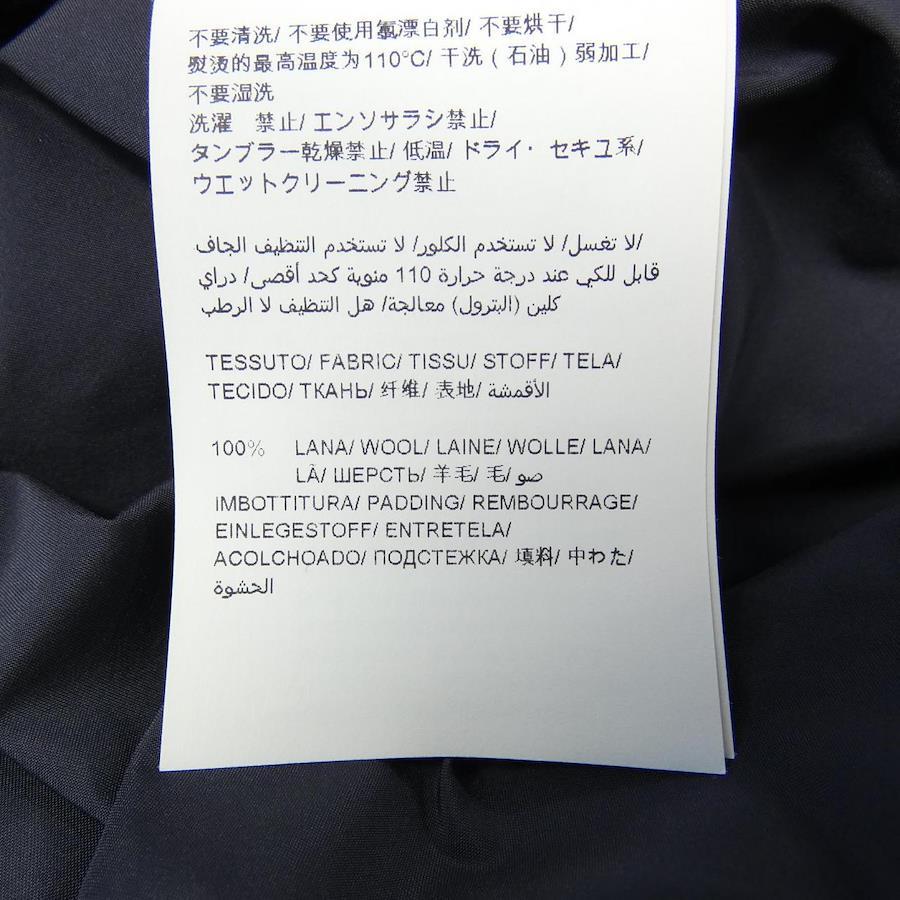 不要清洗/ 不要使用氯漂白剂/ 不要烘干/
熨烫的最高温度为110°C/ 干洗 ( 石油 ) 弱加工/
不要湿洗
洗濯　禁止/ エンソサラシ禁止/
タンブラー乾燥禁止/ 低温/ ドライ・ セキユ系/
ウエットクリーニング禁止
لا تغسل/ لا تستخدم الكلور/ لا تستخدم التنظيف الجاف/
قابل للكي عند درجة حرارة 110 مئوية كحد أقصى/ دراي
كلين (البترول) معالجة/ هل التنظيف لا الرطب
TESSUTO/ FABRIC/ TISSU/ STOFF/ TELA/
TECIDO/ ТКАНЬ/ 纤维/ 表地/ الأقمشة
100% LANA/ WOOL/ LAINE/ WOLLE/ LANA/
LÃ/ ШЕРСТЬ/ 羊毛/ 毛/ صو
IMBOTTITURA/ PADDING/ REMBOURRAGE/
EINLEGESTOFF/ ENTRETELA/
ACOLCHOADO/ ПОДСТЕЖКА/ 填料/ 中わた/
الحشوة